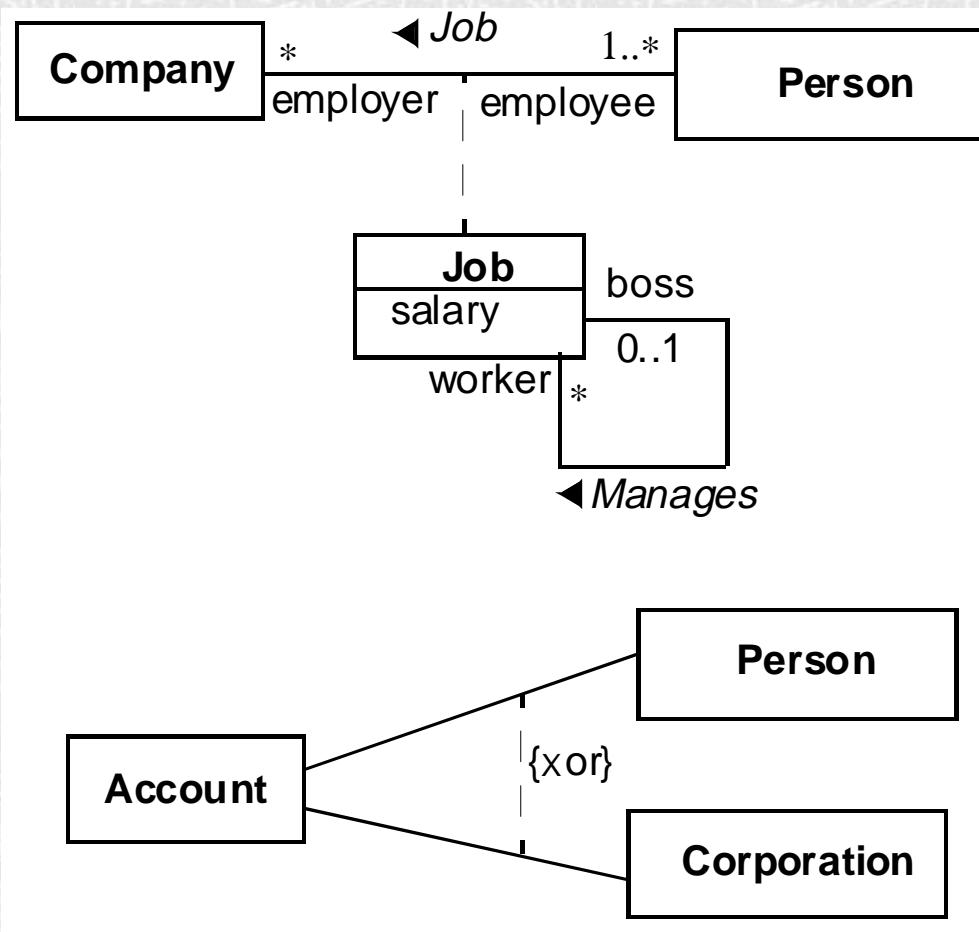 ◀ Job
Company * 1..* Person
employer employee
Job
boss
salary
0..1
worker *
◀ Manages
Person
{xor}
Account
Corporation